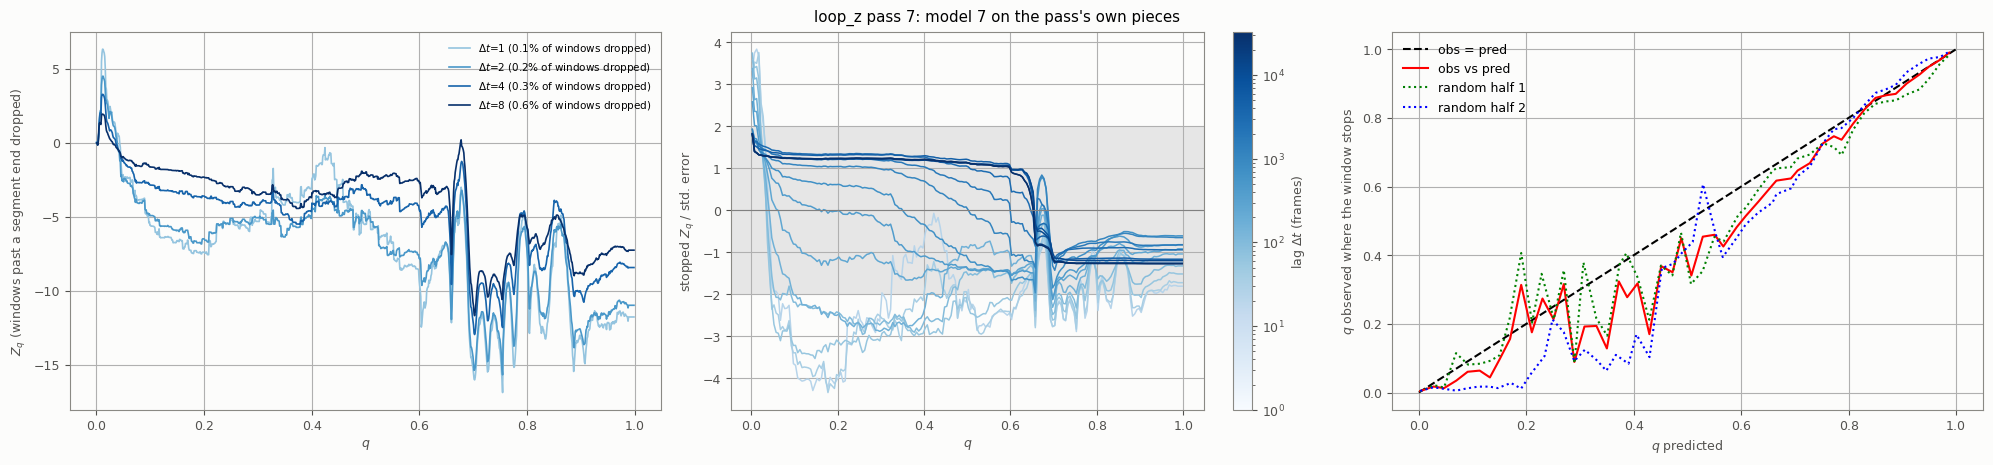 loop_z pass 7: model 7 on the pass's own pieces
Z_q (windows past a segment end dropped)
5
0
−5
−10
−15
Δt=1 (0.1% of windows dropped)
Δt=2 (0.2% of windows dropped)
Δt=4 (0.3% of windows dropped)
Δt=8 (0.6% of windows dropped)
0.0 0.2 0.4 0.6 0.8 1.0
q
stopped Z_q / std. error
4
3
2
1
0
−1
−2
−3
−4
0.0 0.2 0.4 0.6 0.8 1.0
q
10^4
10^3
10^2
10^1
10^0
lag Δt (frames)
q observed where the window stops
1.0
0.8
0.6
0.4
0.2
0.0
obs = pred
obs vs pred
random half 1
random half 2
0.0 0.2 0.4 0.6 0.8 1.0
q predicted